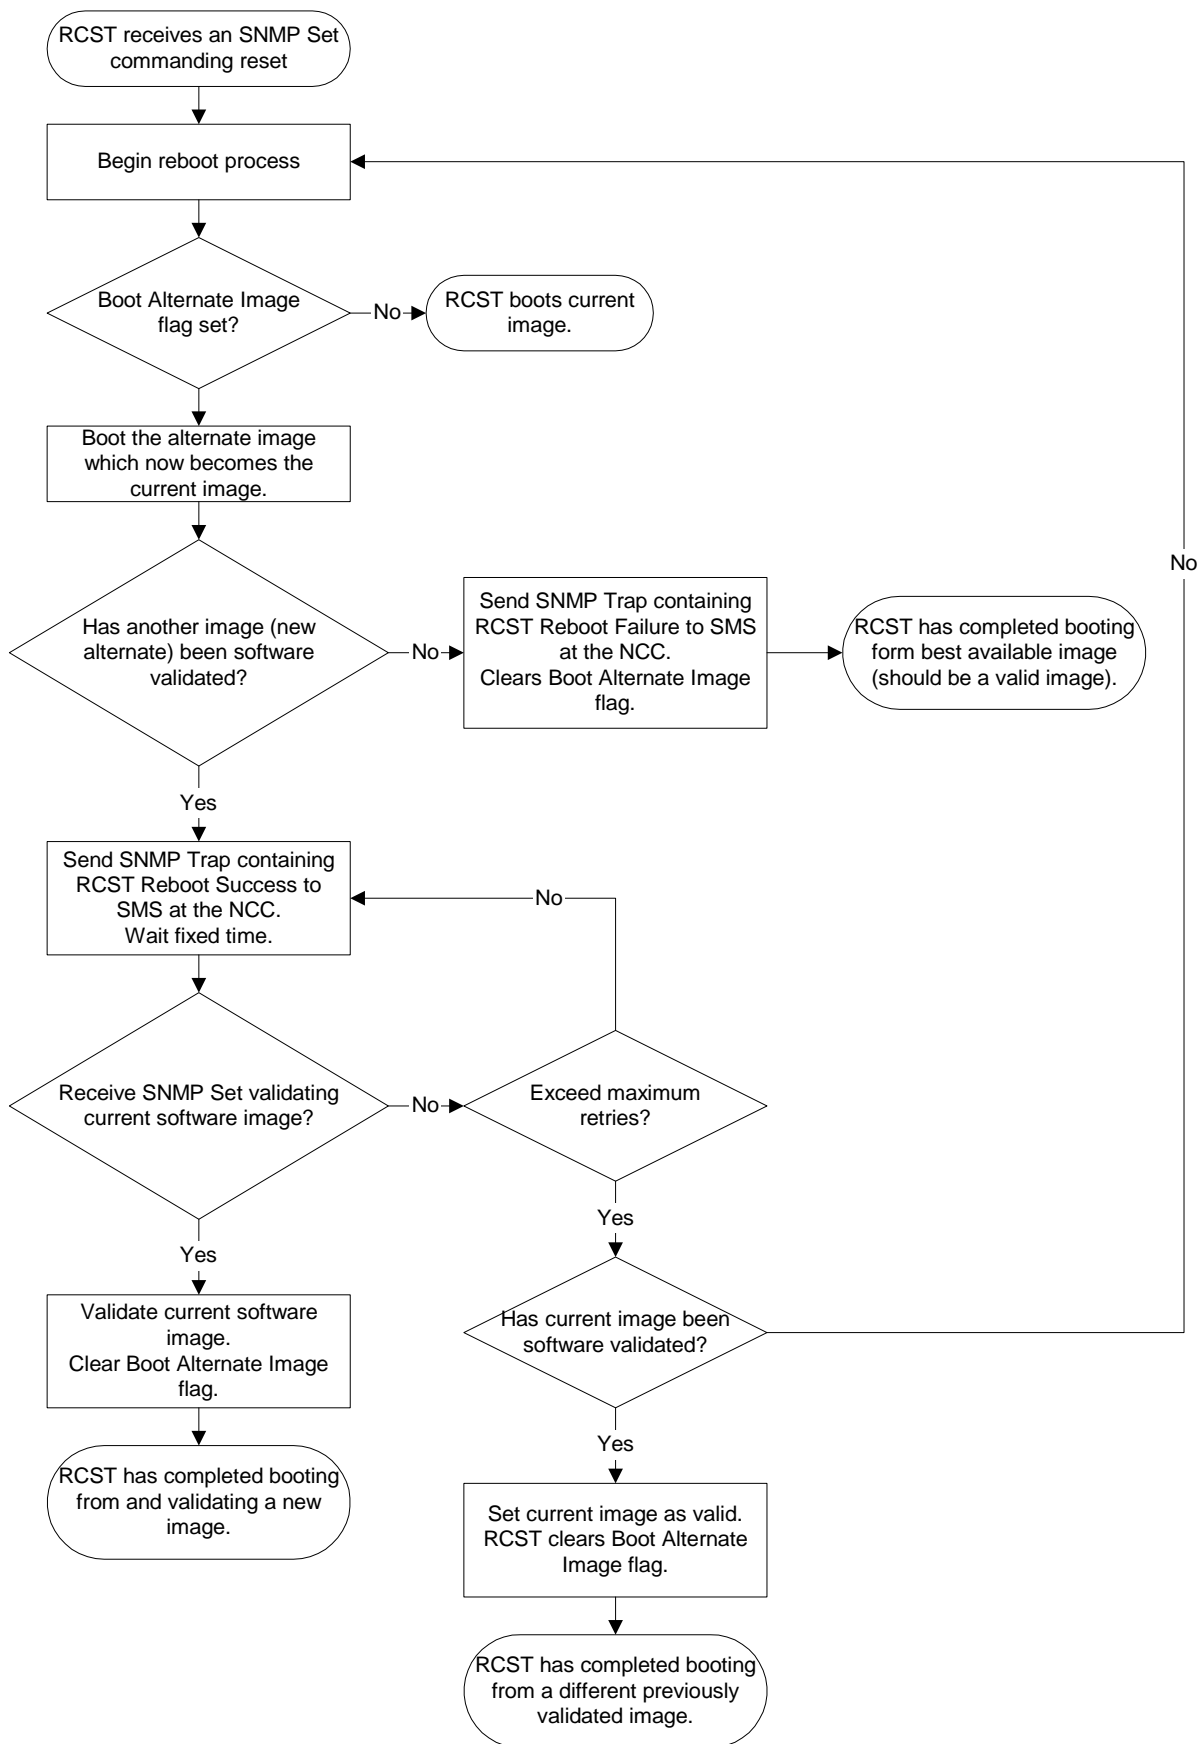 RCST receives an SNMP Set
commanding reset
Begin reboot process
Boot Alternate Image
flag set?
No
RCST boots current
image.
Boot the alternate image
which now becomes the
current image.
No
Has another image (new
alternate) been software
validated?
No
Send SNMP Trap containing
RCST Reboot Failure to SMS
at the NCC.
Clears Boot Alternate Image
flag.
RCST has completed booting
form best available image
(should be a valid image).
Yes
Send SNMP Trap containing
RCST Reboot Success to
SMS at the NCC.
Wait fixed time.
No
Receive SNMP Set validating
current software image?
No
Exceed maximum
retries?
Yes
Yes
Validate current software
image.
Clear Boot Alternate Image
flag.
Has current image been
software validated?
Yes
RCST has completed booting
from and validating a new
image.
Set current image as valid.
RCST clears Boot Alternate
Image flag.
RCST has completed booting
from a different previously
validated image.